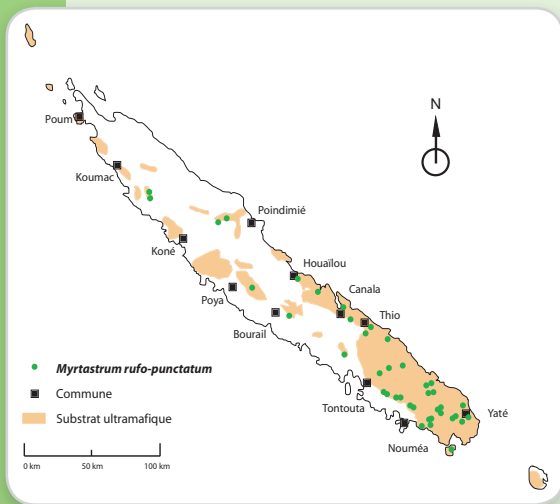 N
Poum
Koumac
Poindimié
Koné
Houaïlou
Canala
Poya
Thio
Bourail
Myrtastrum rufo-punctatum
Commune
Tontouta
Yaté
Substrat ultramafique
Nouméa
0 km 50 km 100 km